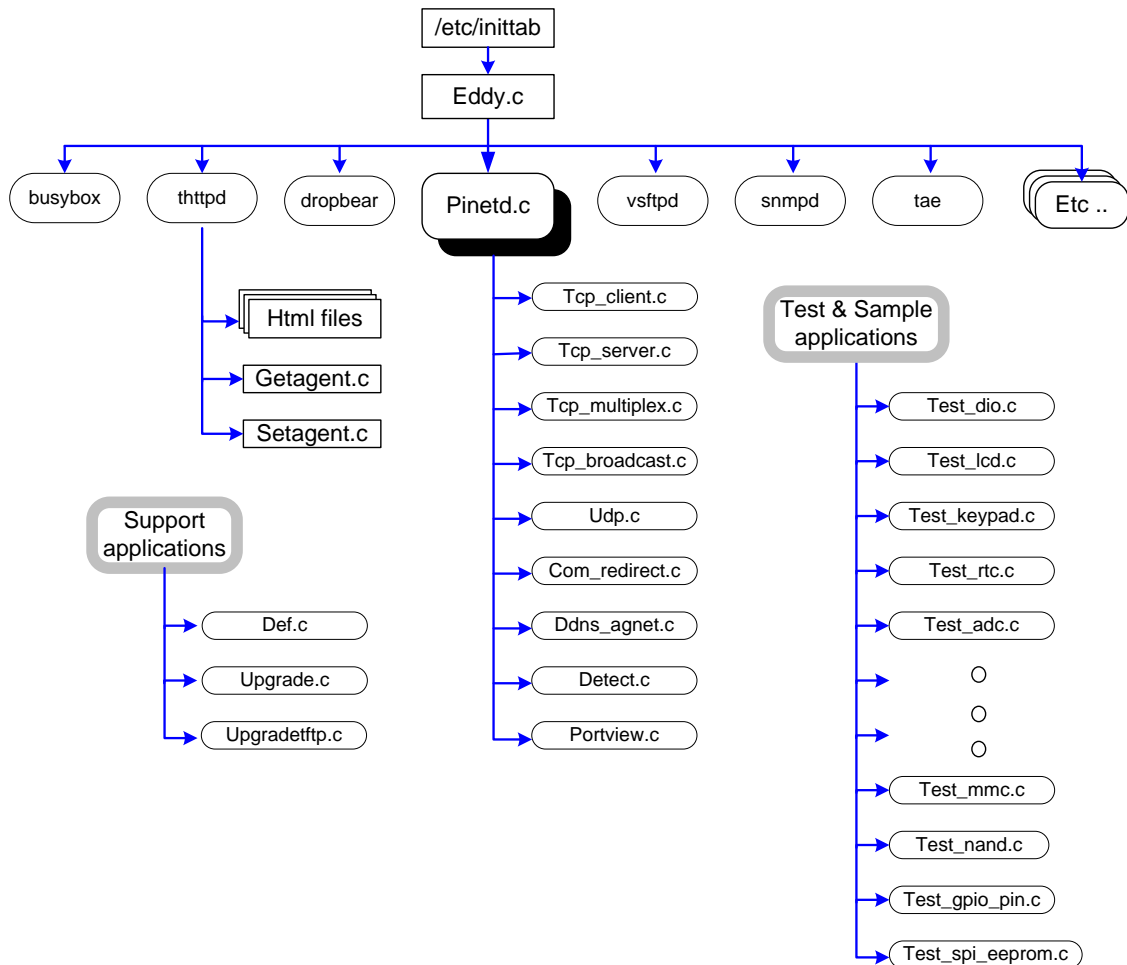 /etc/inittab
Eddy.c
busybox
thttpd
dropbear
Pinetd.c
vsftpd
snmpd
tae
Etc ..
Html files
Getagent.c
Setagent.c
Support
applications
Def.c
Upgrade.c
Upgradetftp.c
Tcp_client.c
Tcp_server.c
Tcp_multiplex.c
Tcp_broadcast.c
Udp.c
Com_redirect.c
Ddns_agnet.c
Detect.c
Portview.c
Test & Sample
applications
Test_dio.c
Test_lcd.c
Test_keypad.c
Test_rtc.c
Test_adc.c
Test_mmc.c
Test_nand.c
Test_gpio_pin.c
Test_spi_eeprom.c